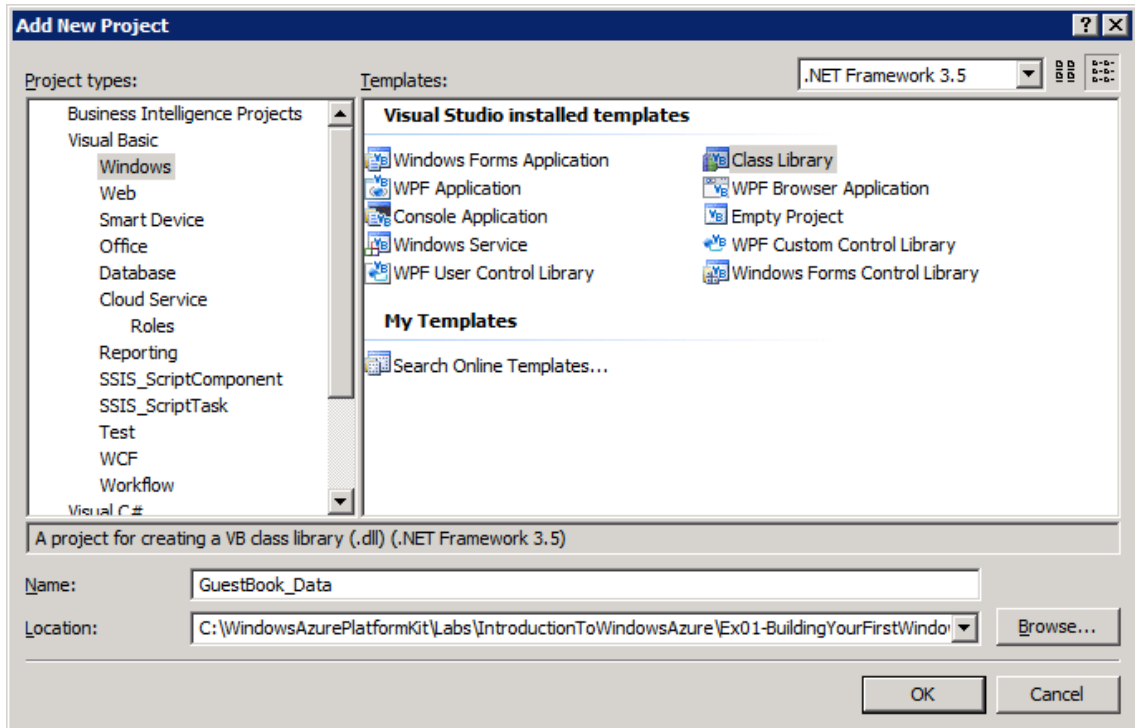 Add New Project
Project types:
Templates:
.NET Framework 3.5
Business Intelligence Projects
Visual Basic
Windows
Web
Smart Device
Office
Database
Cloud Service
Roles
Reporting
SSIS_ScriptComponent
SSIS_ScriptTask
Test
WCF
Workflow
Visual C#
Visual Studio installed templates
Windows Forms Application
Class Library
WPF Application
WPF Browser Application
Console Application
Empty Project
Windows Service
WPF Custom Control Library
WPF User Control Library
Windows Forms Control Library
My Templates
Search Online Templates...
A project for creating a VB class library (.dll) (.NET Framework 3.5)
Name:
GuestBook_Data
Location:
C:\WindowsAzurePlatformKit\Labs\IntroductionToWindowsAzure\Ex01-BuildingYourFirstWindo
Browse...
OK
Cancel